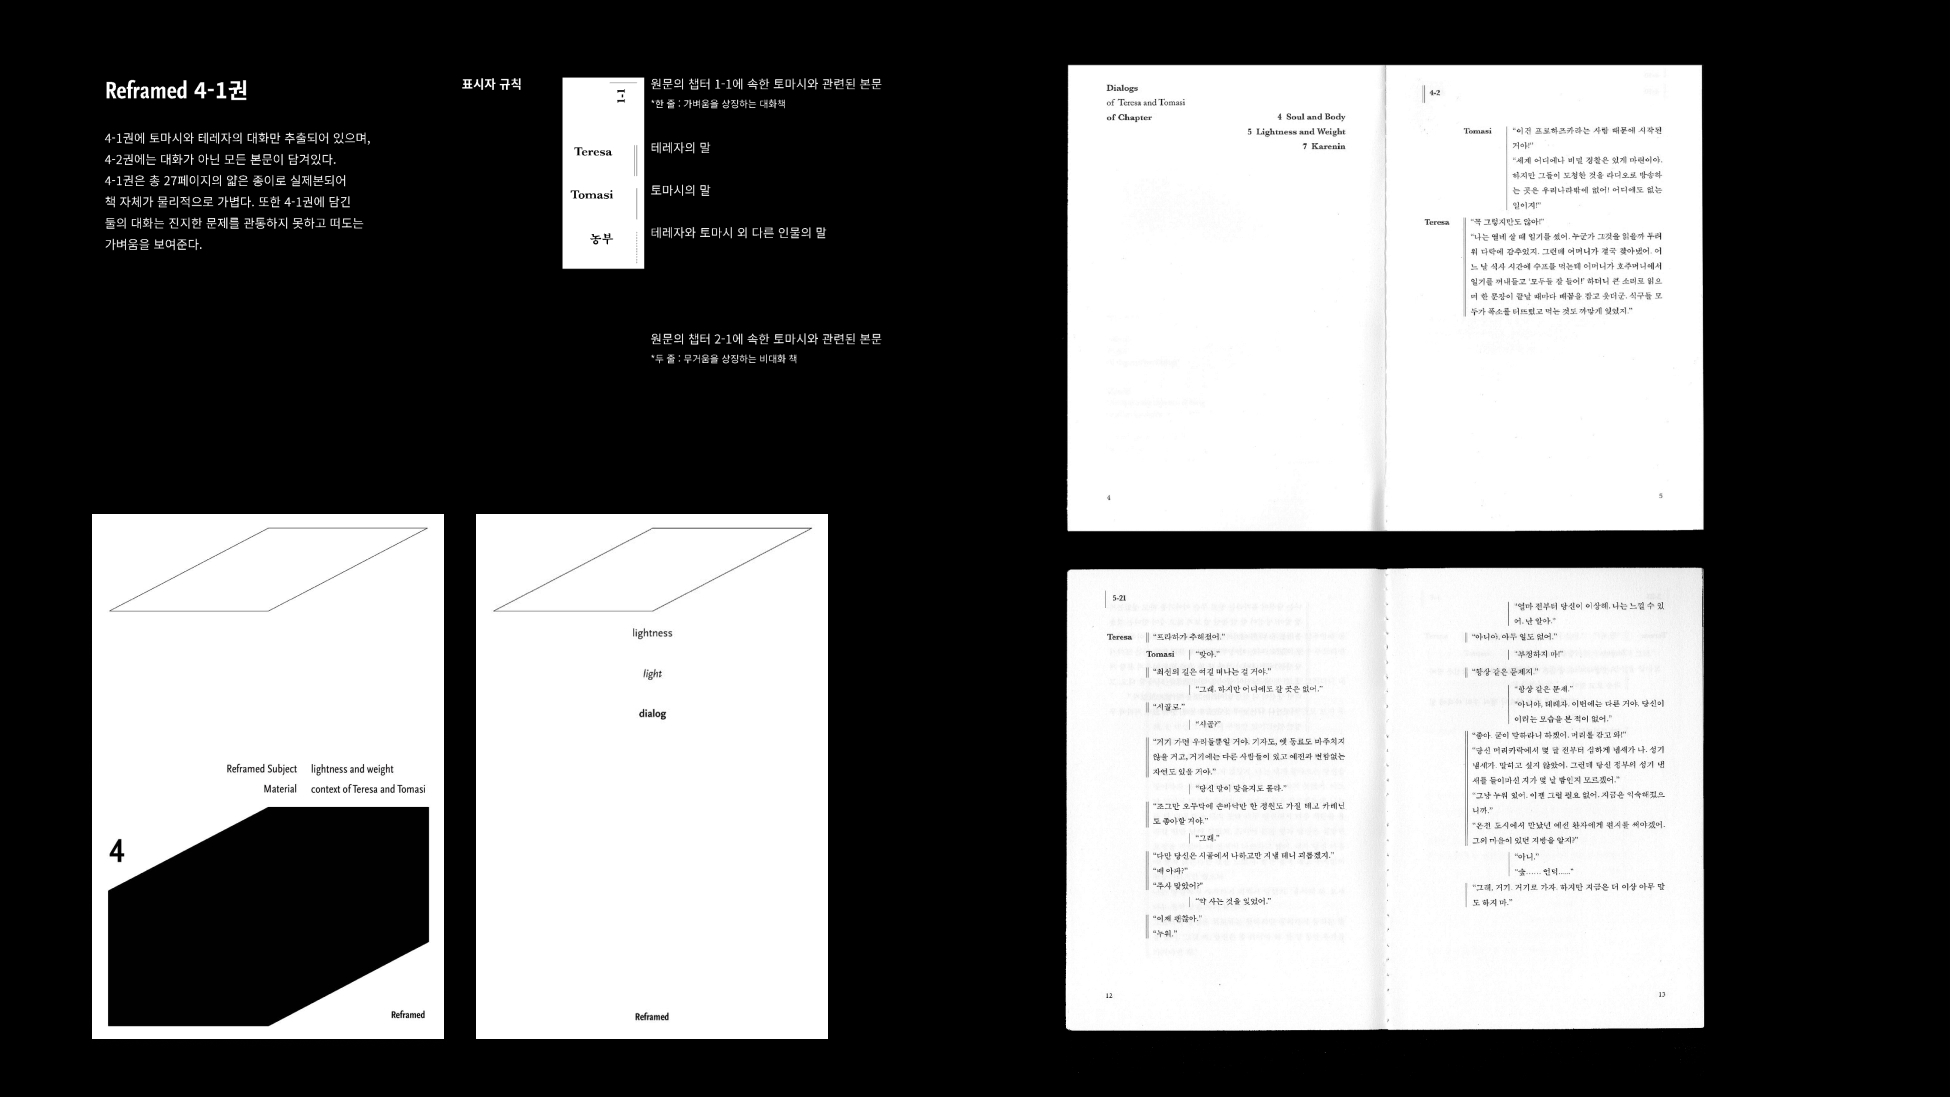 Reframed 4-1권
4-1권에 토마시와 테레자의 대화만 추출되어 있으며,
4-2권에는 대화가 아닌 모든 본문이 담겨있다.
4-1권은 총 27페이지의 얇은 종이로 실제본되어
책 자체가 물리적으로 가볍다. 또한 4-1권에 담긴
둘의 대화는 진지한 문제를 관통하지 못하고 떠도는
가벼움을 보여준다.
표시자 규칙
1-1
원문의 챕터 1-1에 속한 토마시와 관련된 본문
*한 줄 : 가벼움을 상징하는 대화책
Teresa
테레자의 말
Tomasi
토마시의 말
농부
테레자와 토마시 외 다른 인물의 말
원문의 챕터 2-1에 속한 토마시와 관련된 본문
*두 줄 : 무거움을 상징하는 비대화 책
Reframed Subject lightness and weight
Material context of Teresa and Tomasi
4
Reframed
lightness
light
dialog
Reframed
Dialogs
of Teresa and Tomasi
of Chapter
4 Soul and Body
5 Lightness and Weight
7 Karenin
4
4-2
Tomasi
“이건 프로하즈카라는 사람 때문에 시작된
거야!”
“세계 어디에나 비밀 경찰은 있게 마련이야.
하지만 그들이 도청한 것을 라디오로 방송하
는 곳은 우리나라밖에 없어! 어디에도 없는
일이지!”
Teresa
“꼭 그렇지만도 않아!”
“나는 열네 살 때 일기를 썼어. 누군가 그것을 읽을까 두려
워 다락에 감추었지. 그런데 어머니가 결국 찾아냈어. 어
느 날 식사 시간에 수프를 먹는데 어머니가 호주머니에서
일기를 꺼내들고 ‘모두들 잘 들어!’ 하더니 큰 소리로 읽으
며 한 문장이 끝날 때마다 배꼽을 잡고 웃더군. 식구들 모
두가 폭소를 터뜨렸고 먹는 것도 까맣게 잊었지.”
5
5-21
Teresa “프라하가 추해졌어.”
Tomasi “맞아.”
“최선의 길은 여길 떠나는 걸 거야.”
“그래. 하지만 어디에도 갈 곳은 없어.”
“시골로.”
“시골?”
“거기 가면 우리들뿐일 거야. 기자도, 옛 동료도 마주치지
않을 거고, 거기에는 다른 사람들이 있고 예전과 변함없는
자연도 있을 거야.”
“당신 말이 맞을지도 몰라.”
“조그만 오두막에 손바닥만 한 정원도 가질 테고 카레닌
도 좋아할 거야.”
“그래.”
“다만 당신은 시골에서 나하고만 지낼 테니 괴롭겠지.”
“배 아파?”
“주사 맞았어?”
“약 사는 것을 잊었어.”
“이제 괜찮아.”
“누워.”
12
“얼마 전부터 당신이 이상해. 나는 느낄 수 있
어. 난 알아.”
“아니야. 아무 일도 없어.”
“부정하지 마!”
“항상 같은 문제지.”
“항상 같은 문제.”
“아니야, 테레자. 이번에는 다른 거야. 당신이
이러는 모습을 본 적이 없어.”
“좋아. 굳이 말하라니 하겠어. 머리를 감고 와!”
“당신 머리카락에서 몇 달 전부터 심하게 냄새가 나. 성기
냄새가. 말하고 싶지 않았어. 그런데 당신 정부의 성기 냄
새를 들이마신 지가 몇 날 밤인지 모르겠어.”
“그냥 누워 있어. 이젠 그럴 필요 없어. 지금은 익숙해졌으
니까.”
“온천 도시에서 만났던 예전 환자에게 편지를 써야겠어.
그의 마을이 있던 지방을 알지?”
“아니.”
“숲…… 언덕……”
“그래, 거기. 거기로 가자. 하지만 지금은 더 이상 아무 말
도 하지 마.”
13